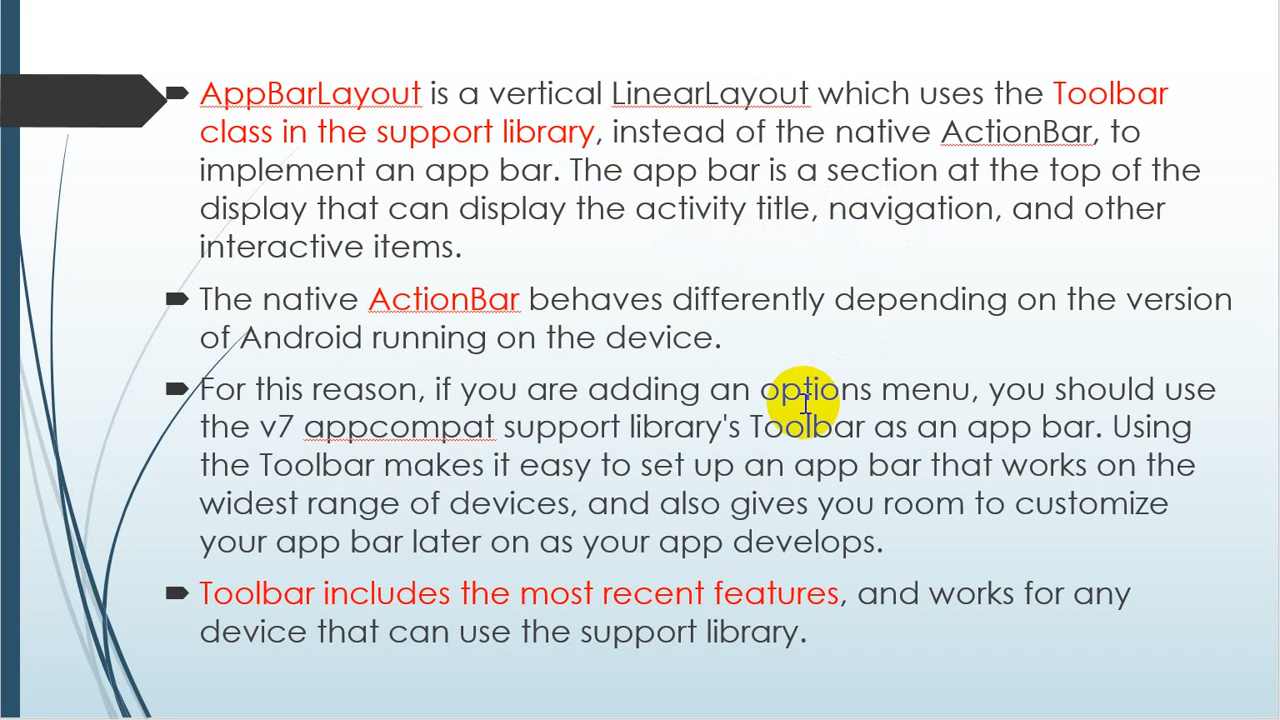 AppBarLayout is a vertical LinearLayout which uses the Toolbar
class in the support library, instead of the native ActionBar, to
implement an app bar. The app bar is a section at the top of the
display that can display the activity title, navigation, and other
interactive items.
The native ActionBar behaves differently depending on the version
of Android running on the device.
For this reason, if you are adding an options menu, you should use
the v7 appcompat support library's Toolbar as an app bar. Using
the Toolbar makes it easy to set up an app bar that works on the
widest range of devices, and also gives you room to customize
your app bar later on as your app develops.
Toolbar includes the most recent features, and works for any
device that can use the support library.